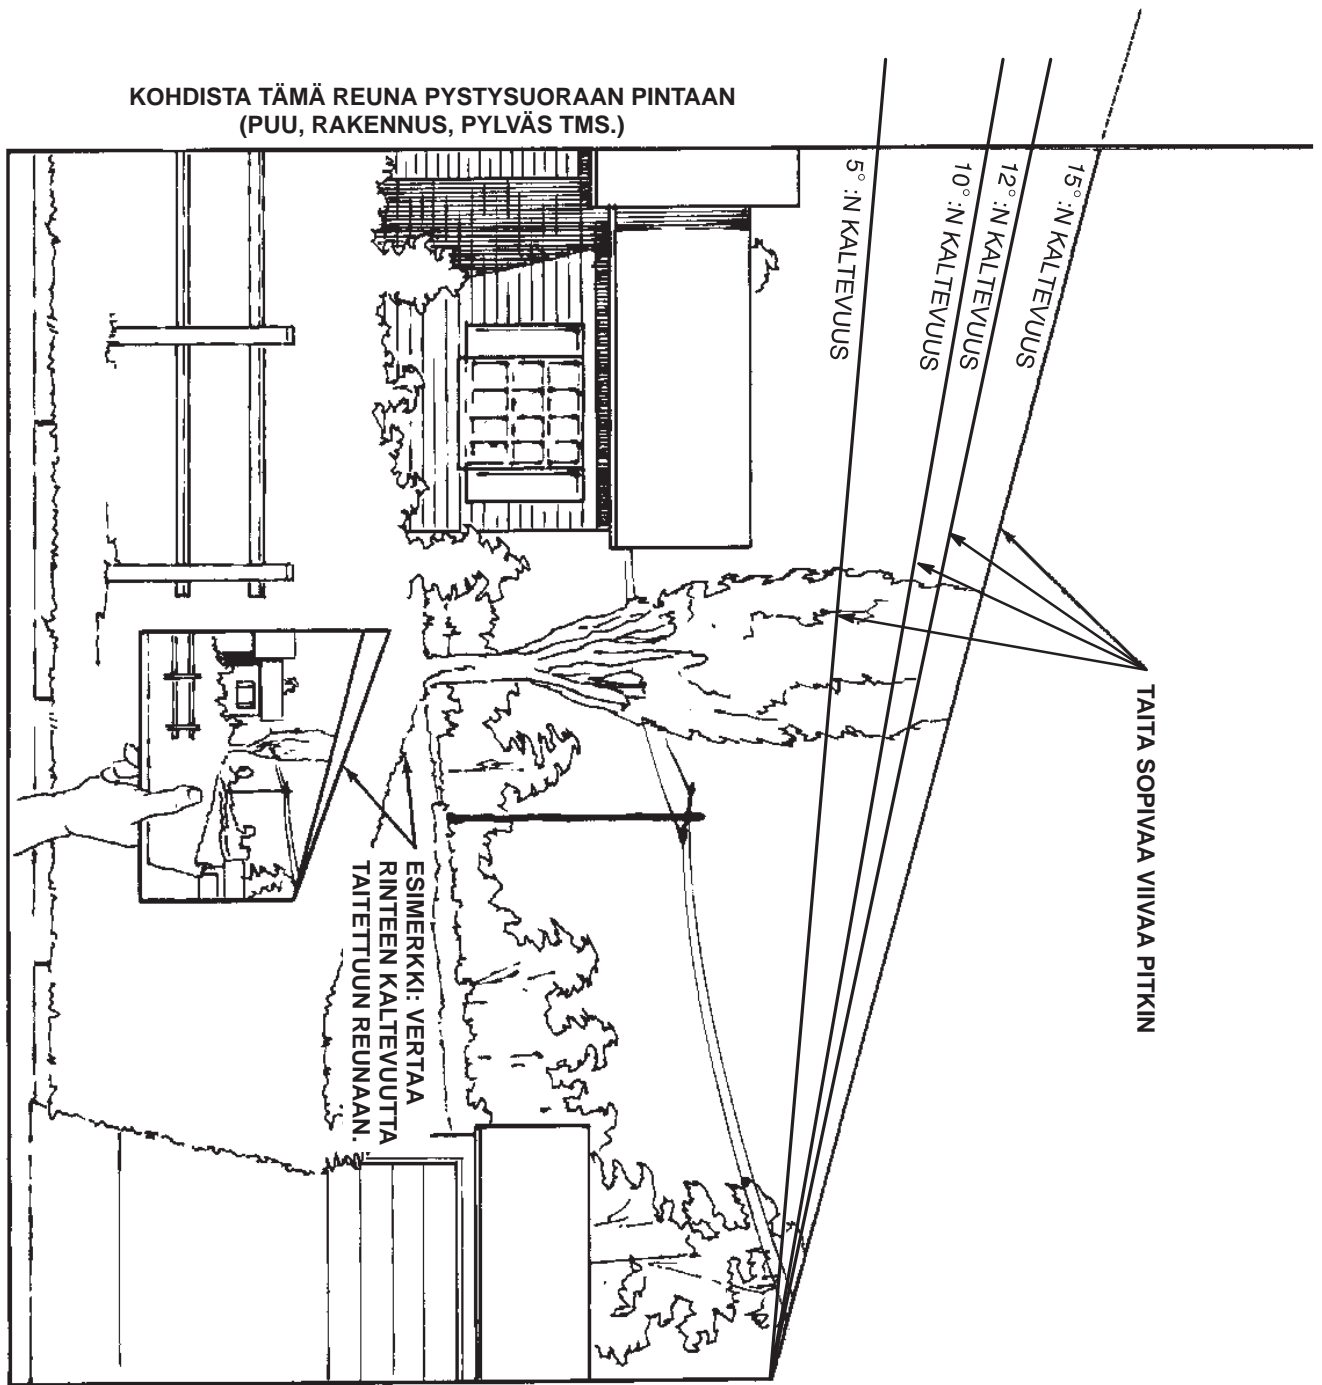 KOHDISTA TÄMÄ REUNA PYSTYSUORAAN PINTAAN
(PUU, RAKENNUS, PYLVÄS TMS.)
5° :N KALTEVUUS
10° :N KALTEVUUS
12° :N KALTEVUUS
15° :N KALTEVUUS
TAITA SOPIVAA VIIVAA PITKIN
ESIMERKKI: VERTAA
RINTEEN KALTEVUUTTA
TAITETTUUN REUNAAN.